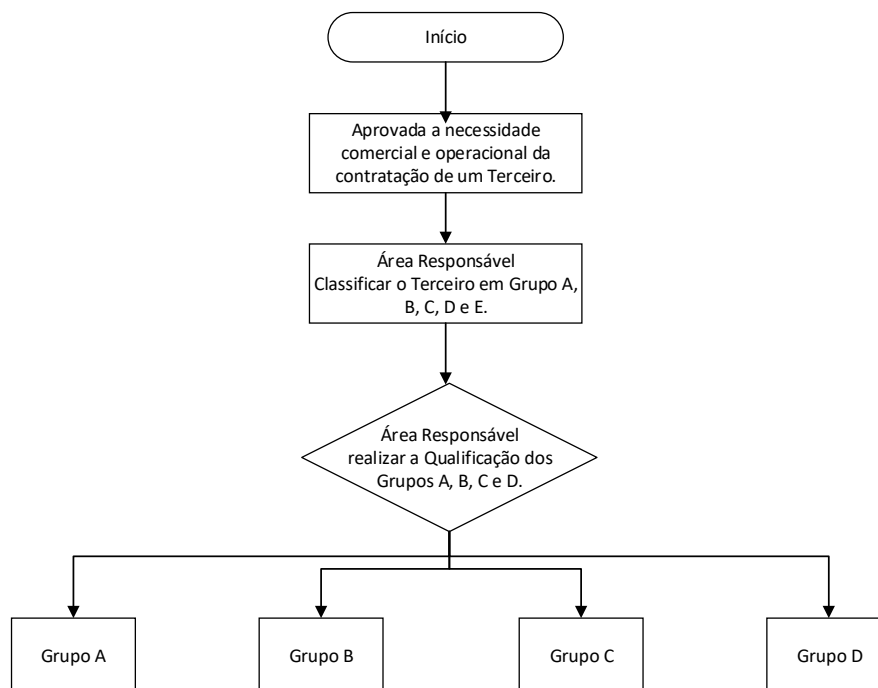 Início
Aprovada a necessidade
comercial e operacional da
contratação de um Terceiro.
Área Responsável
Classificar o Terceiro em Grupo A,
B, C, D e E.
Área Responsável
realizar a Qualificação dos
Grupos A, B, C e D.
Grupo A
Grupo B
Grupo C
Grupo D